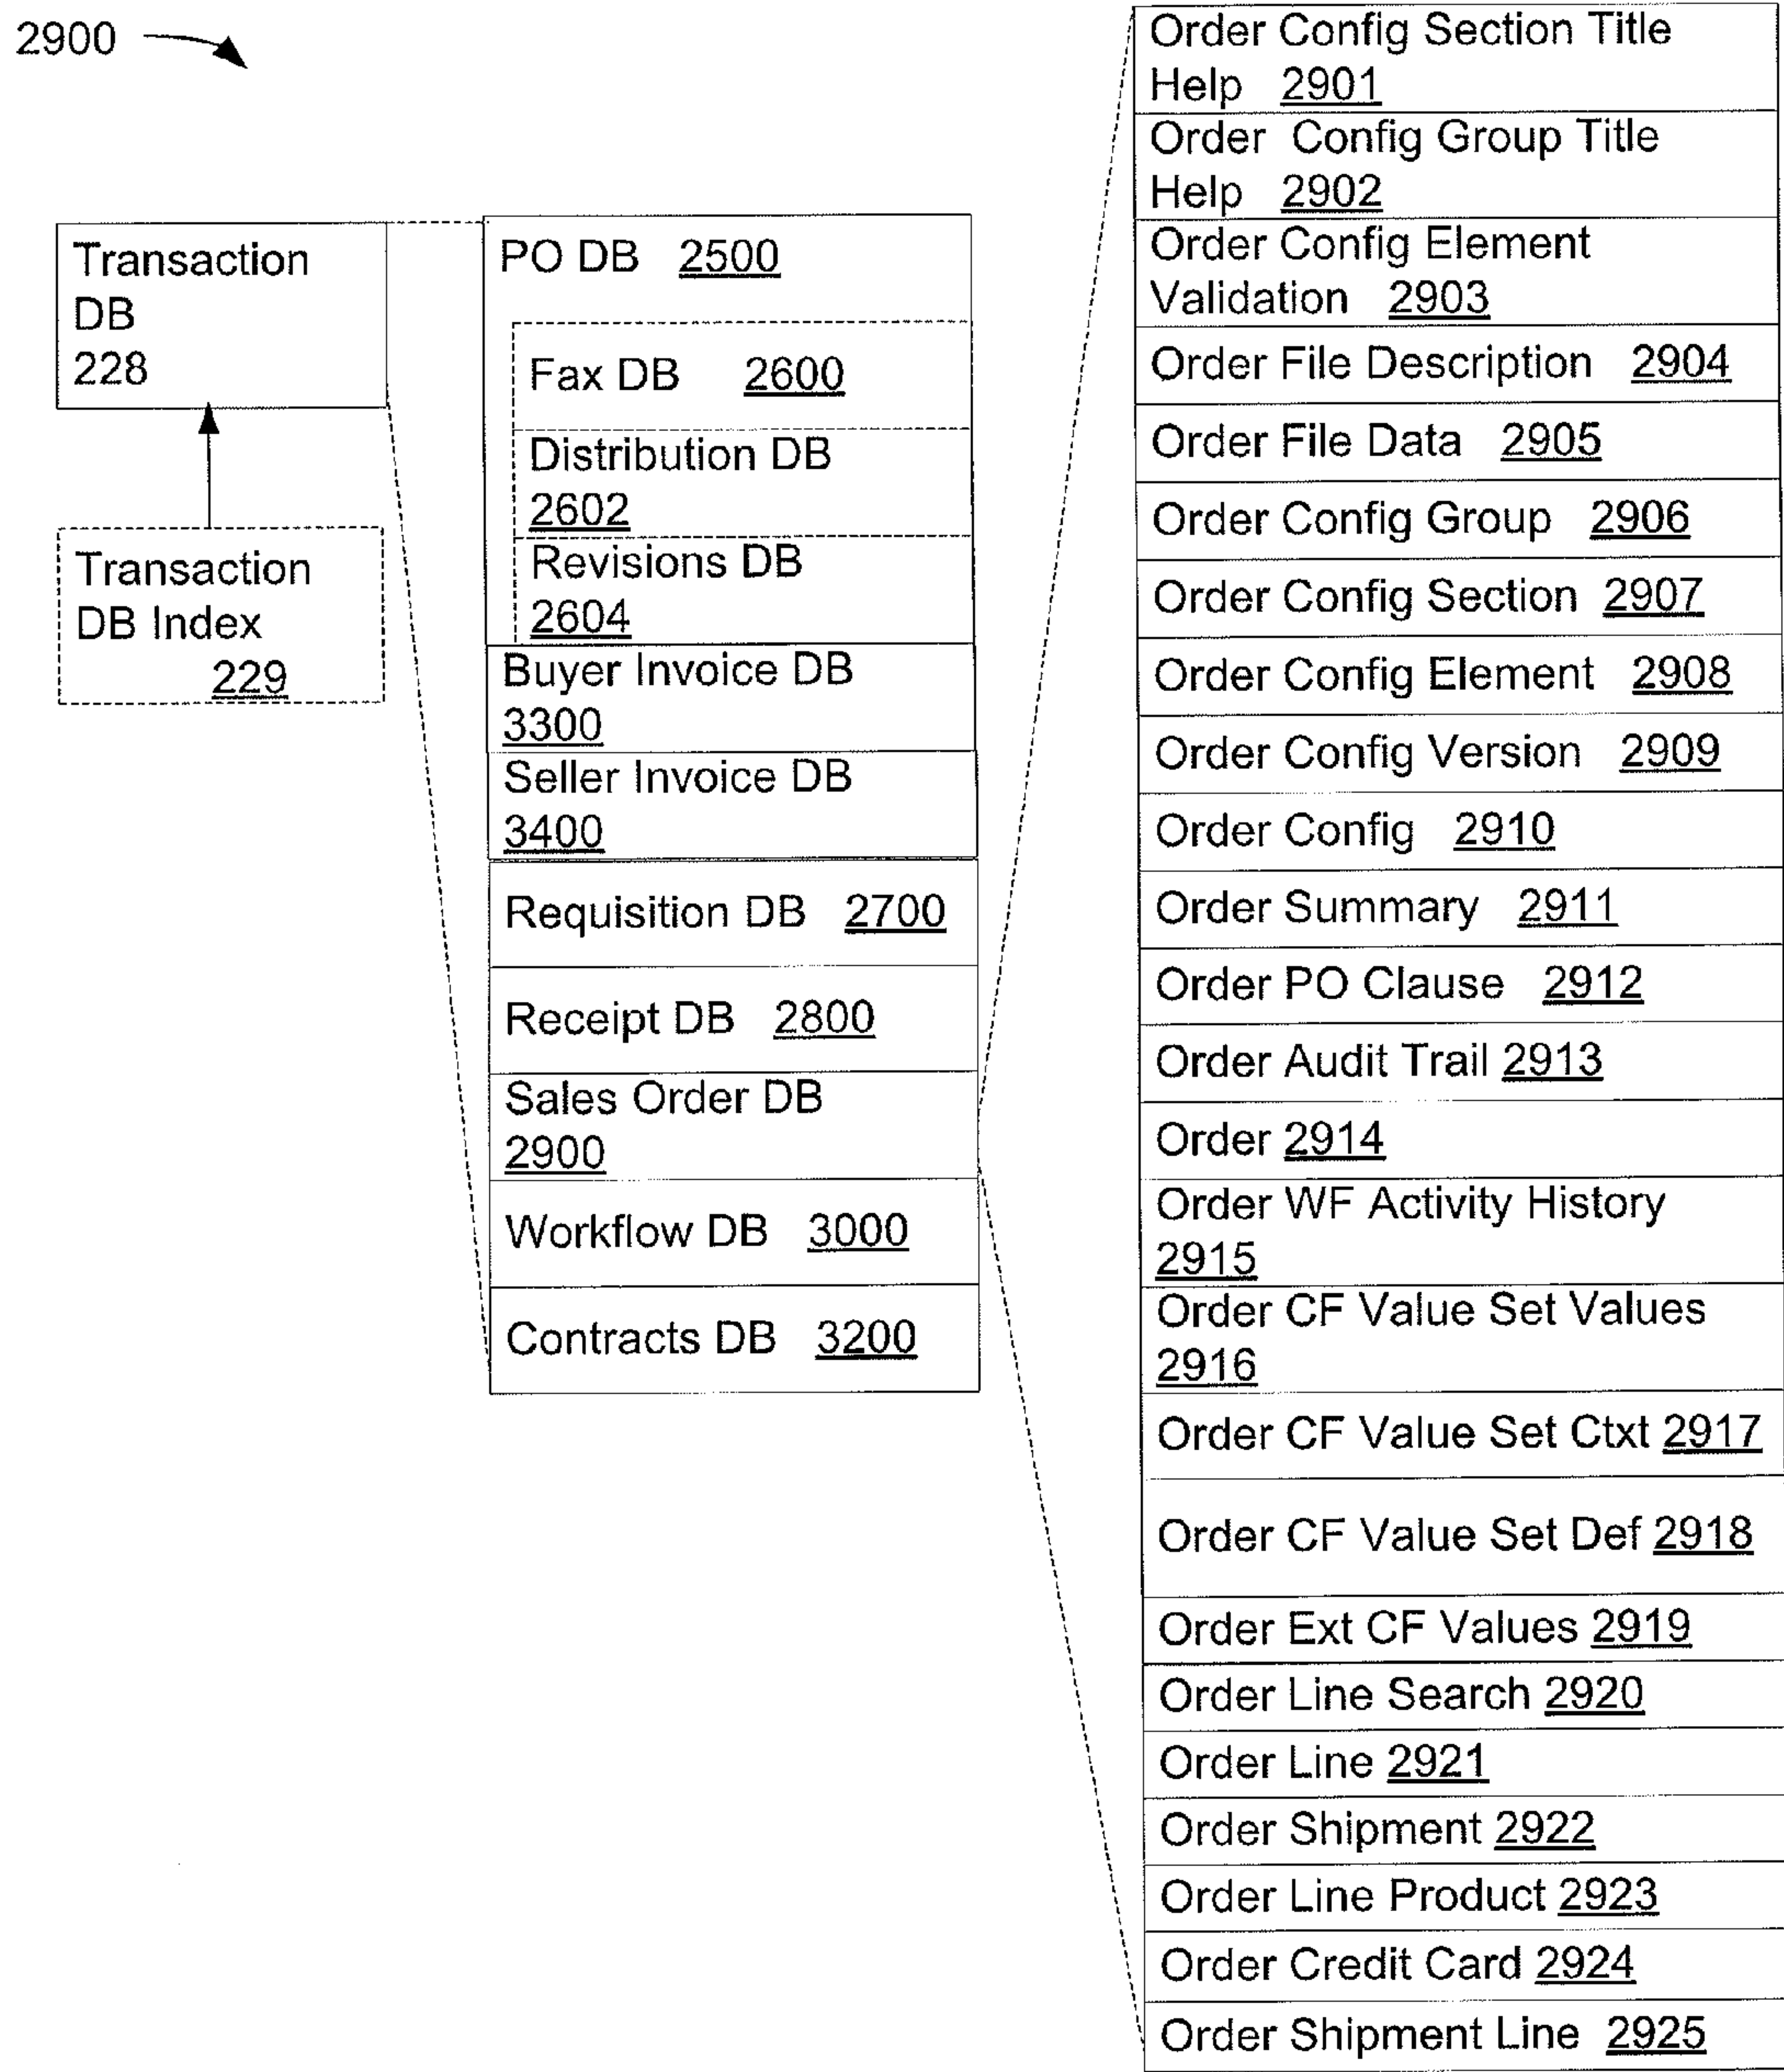 2900
Transaction
DB
228
Transaction
DB Index
229
PO DB 2500
Fax DB 2600
Distribution DB
2602
Revisions DB
2604
Buyer Invoice DB
3300
Seller Invoice DB
3400
Requisition DB 2700
Receipt DB 2800
Sales Order DB
2900
Workflow DB 3000
Contracts DB 3200
Order Config Section Title
Help 2901
Order Config Group Title
Help 2902
Order Config Element
Validation 2903
Order File Description 2904
Order File Data 2905
Order Config Group 2906
Order Config Section 2907
Order Config Element 2908
Order Config Version 2909
Order Config 2910
Order Summary 2911
Order PO Clause 2912
Order Audit Trail 2913
Order 2914
Order WF Activity History
2915
Order CF Value Set Values
2916
Order CF Value Set Ctxt 2917
Order CF Value Set Def 2918
Order Ext CF Values 2919
Order Line Search 2920
Order Line 2921
Order Shipment 2922
Order Line Product 2923
Order Credit Card 2924
Order Shipment Line 2925